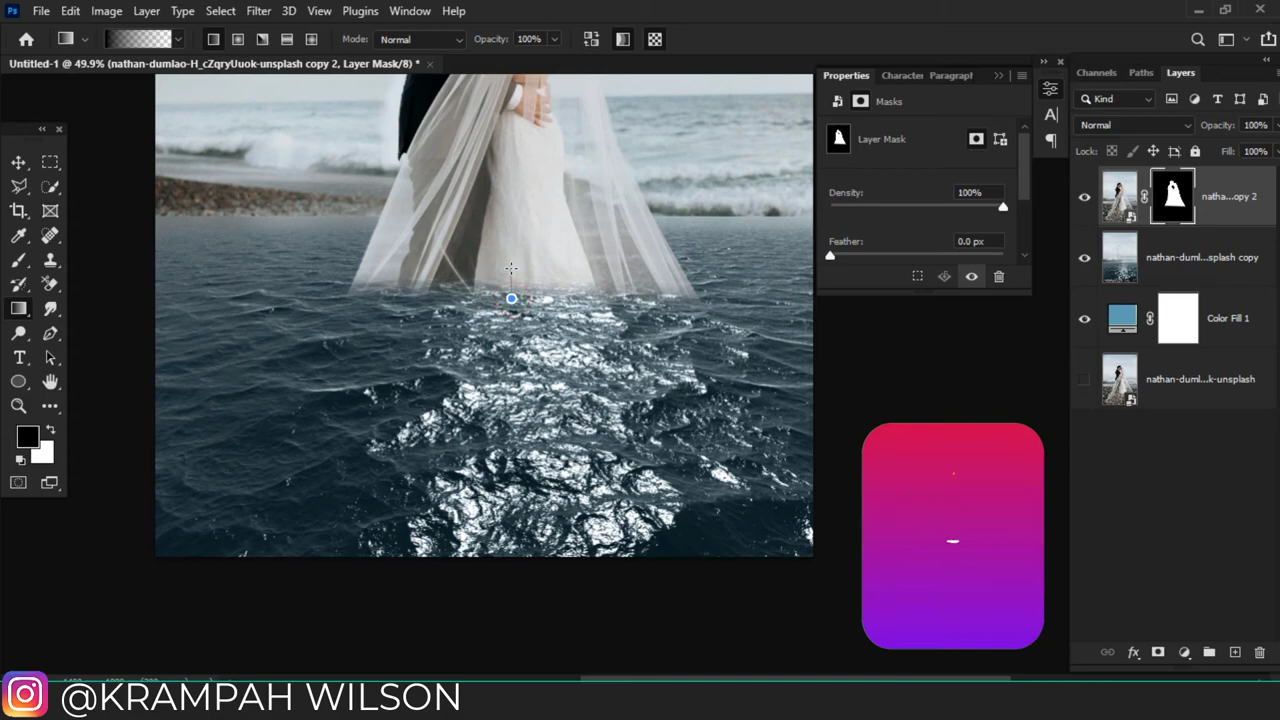 Ps File Edit Image Layer Type Select Filter 3D View Plugins Window Help
Mode: Normal Opacity: 100%
Untitled-1 @ 49.9% (nathan-dumlao-H_cZqryUuok-unsplash copy 2, Layer Mask/8) *
Properties Character Paragraph
Masks
Layer Mask
Density: 100%
Feather: 0.0 px
Channels Paths Layers
Kind
Normal Opacity: 100%
Lock: Fill: 100%
natha...opy 2
nathan-duml...splash copy
Color Fill 1
nathan-duml...k-unsplash
@KRAMPAH WILSON